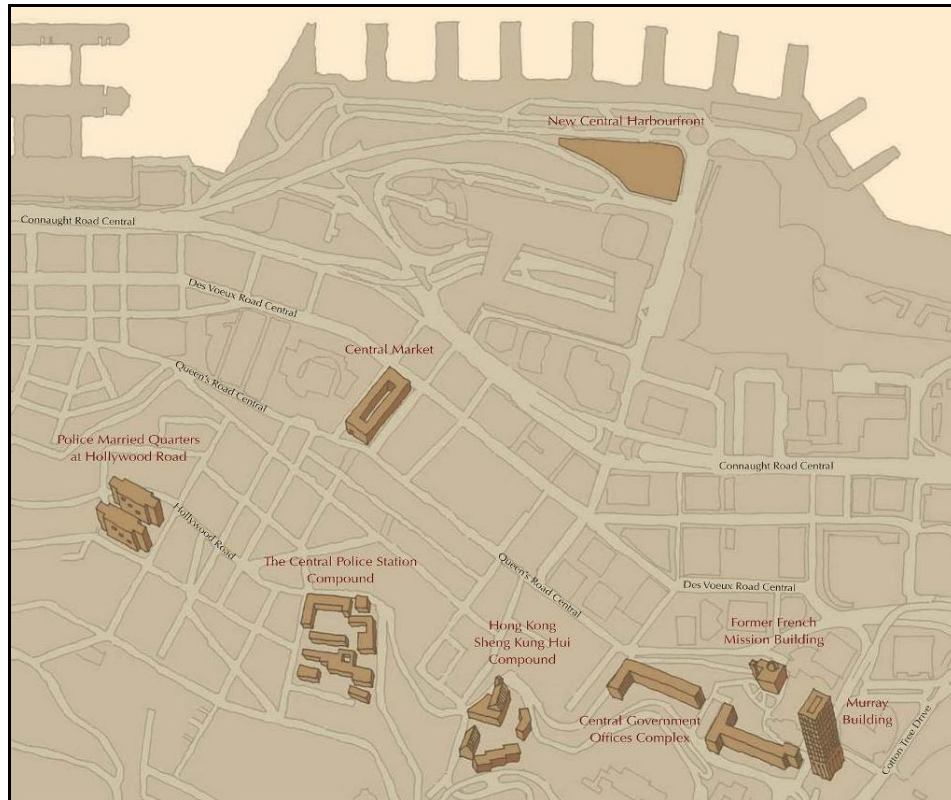 New Central Harbourfront
Connaught Road Central
Des Voeux Road Central
Central Market
Queen's Road Central
Police Married Quarters
at Hollywood Road
Connaught Road Central
Hollywood Road
The Central Police Station
Compound
Queen's Road Central
Des Voeux Road Central
Hong Kong
Sheng Kung Hui
Compound
Former French
Mission Building
Central Government
Offices Complex
Murray
Building
Cotton Tree Drive